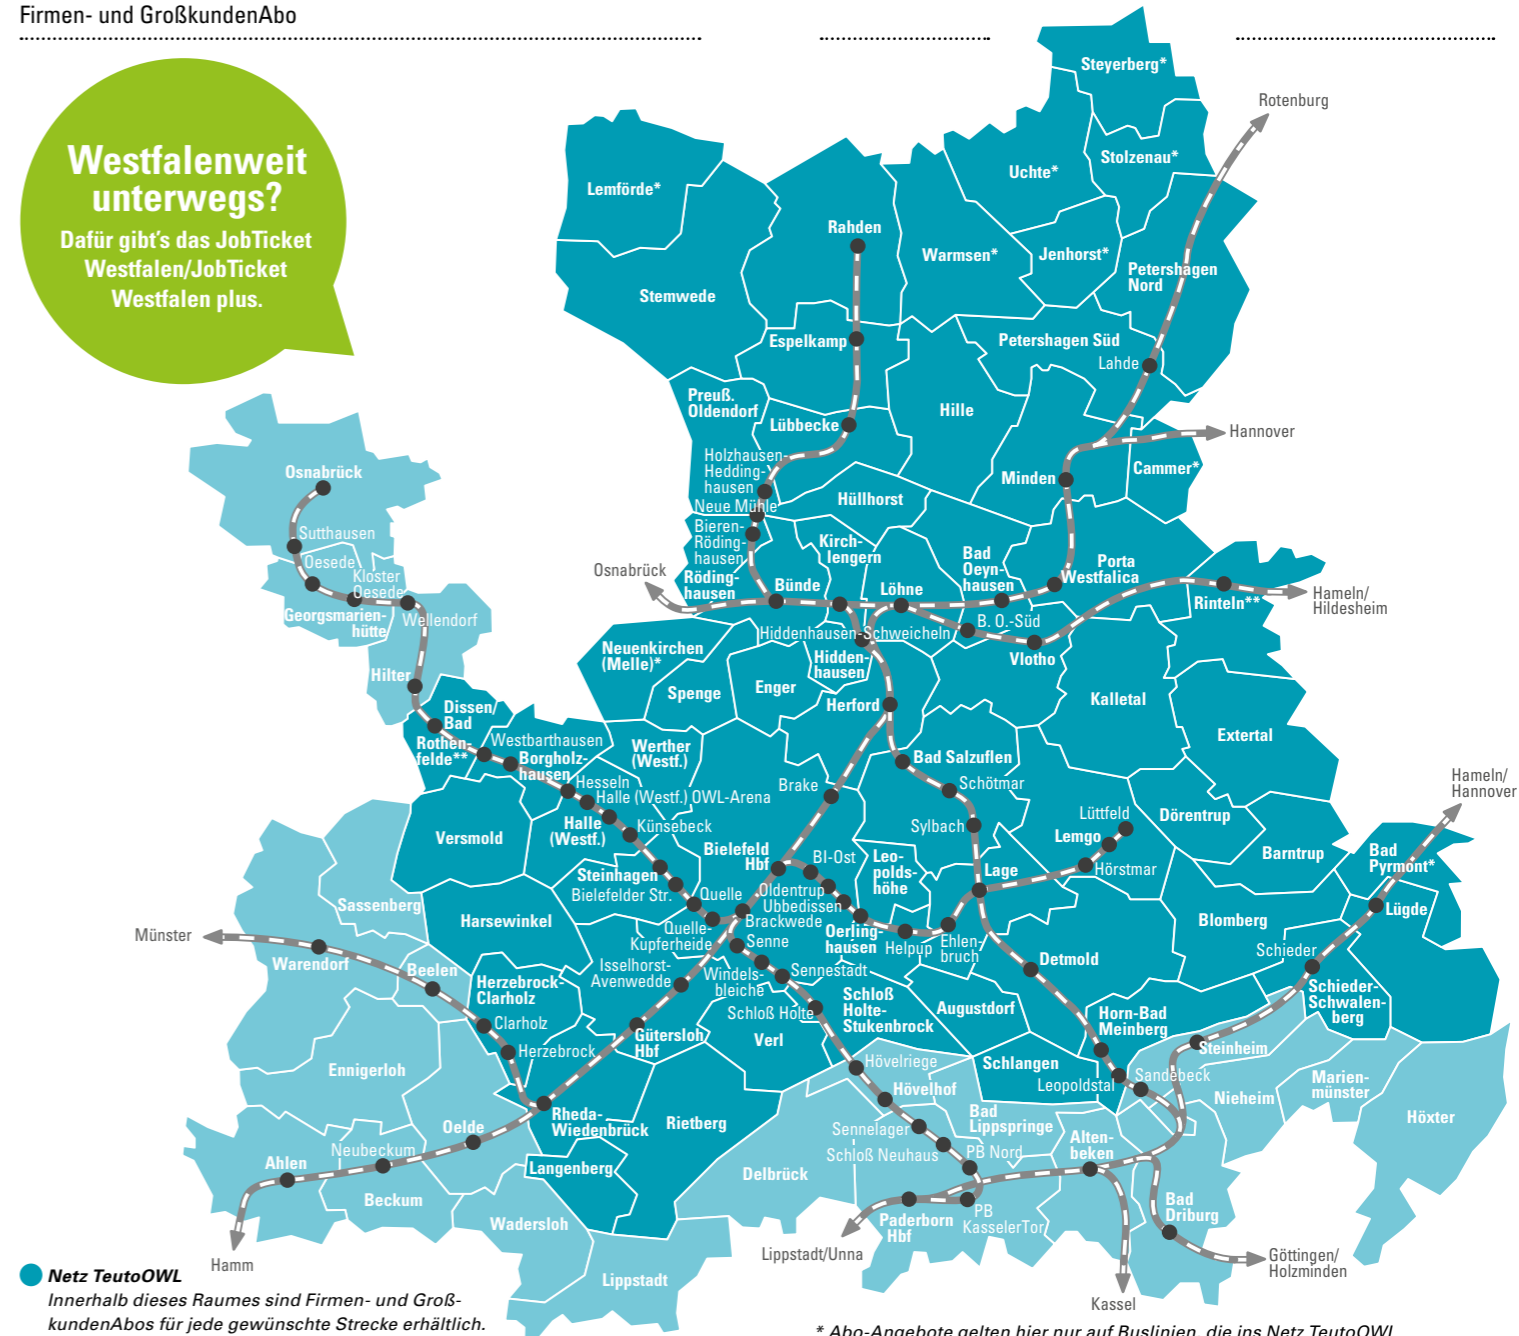 Firmen- und GroßkundenAbo
Westfalenweit
unterwegs?
Dafür gibt's das JobTicket
Westfalen/JobTicket
Westfalen plus.
Steyerberg*
Rotenburg
Stolzenau*
Uchte*
Lemförde*
Rahden
Warmsen*
Jenhorst*
Petershagen
Nord
Stemwede
Espelkamp
Petershagen Süd
Lahde
Preuß.
Oldendorf
Hille
Lübbecke
Hannover
Holzhausen-
Hedding-
hausen
Cammer*
Minden
Osnabrück
Hüllhorst
Neue Mühle
Bieren-
Röding-
hausen
Sutthausen
Kirch-
lengern
Bad
Oeyn-
hausen
Porta
Westfalica
Oesede
Kloster
Oesede
Osnabrück
Röding-
hausen
Bünde
Löhne
Rinteln**
Hameln/
Hildesheim
Georgsmarien-
hütte
Wellendorf
B. O.-Süd
Hiddenhausen-Schweicheln
Neuenkirchen
(Melle)*
Hidden-
hausen
Vlotho
Hilter
Spenge
Enger
Kalletal
Herford
Dissen/
Bad
Rothen-
felde**
Extertal
Westbarthausen
Borgholz-
hausen
Werther
(Westf.)
Bad Salzuflen
Hameln/
Hannover
Hesseln
Halle (Westf.) OWL-Arena
Brake
Schötmar
Lüttfeld
Dörentrup
Halle
(Westf.)
Künsebeck
Sylbach
Lemgo
Versmold
Bielefeld
Hbf
BI-Ost
Leo-
polds-
höhe
Lage
Hörstmar
Barntrup
Bad
Pyrmont*
Steinhagen
Bielefelder Str.
Quelle
Oldentrup
Ubbedissen
Brackwede
Sassenberg
Harsewinkel
Blomberg
Lügde
Münster
Quelle-
Kupferheide
Senne
Oerling-
hausen
Helpup
Ehlen-
bruch
Detmold
Schieder
Warendorf
Beelen
Herzebrock-
Clarholz
Isselhorst-
Avenwedde
Windels-
bleiche
Sennestadt
Schieder-
Schwalen-
berg
Clarholz
Schloß Holte
Schloß
Holte-
Stukenbrock
Augustdorf
Horn-Bad
Meinberg
Gütersloh
Hbf
Verl
Herzebrock
Steinheim
Ennigerloh
Hövelriege
Schlangen
Leopoldstal
Sandebeck
Marien-
münster
Hövelhof
Nieheim
Höxter
Rheda-
Wiedenbrück
Rietberg
Bad
Lippspringe
Oelde
Sennelager
Alten-
beken
Neubeckum
Schloß Neuhaus
PB Nord
Ahlen
Langenberg
Delbrück
Beckum
Bad
Driburg
Wadersloh
Paderborn
Hbf
PB
KasselerTor
Lippstadt/Unna
Göttingen/
Holzminden
Hamm
Lippstadt
Kassel
Netz TeutoOWL
Innerhalb dieses Raumes sind Firmen- und Groß-
kundenAbos für jede gewünschte Strecke erhältlich.
* Abo-Angebote gelten hier nur auf Buslinien, die ins Netz TeutoOWL